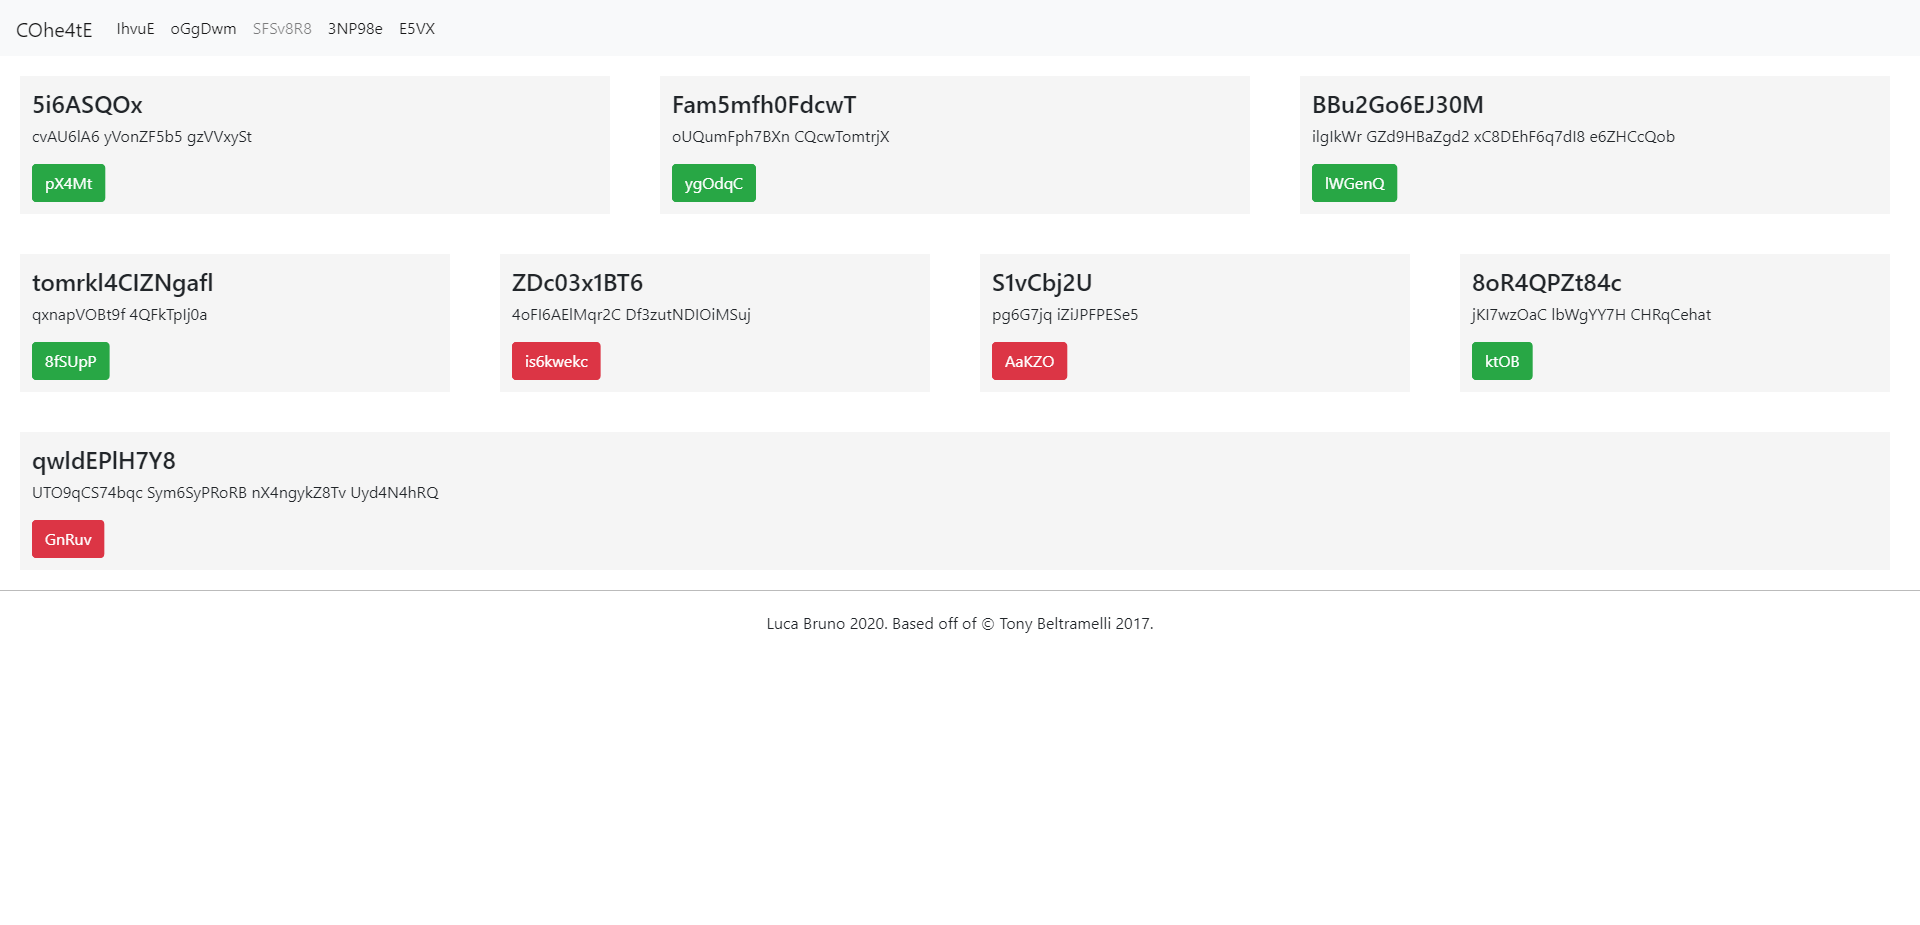 COhe4tE IhvuE oGgDwm SFSv8R8 3NP98e E5VX
5i6ASQOx
cvAU6lA6 yVonZF5b5 gzVVxySt
pX4Mt
Fam5mfh0FdcwT
oUQumFph7BXn CQcwTomtrjX
ygOdqC
BBu2Go6EJ30M
ilgIkWr GZd9HBaZgd2 xC8DEhF6q7dI8 e6ZHCcQob
lWGenQ
tomrkl4CIZNgafl
qxnapVOBt9f 4QFkTpIj0a
8fSUpP
ZDc03x1BT6
4oFI6AElMqr2C Df3zutNDIOiMSuj
is6kwekc
S1vCbj2U
pg6G7jq iZiJPFPESe5
AaKZO
8oR4QPZt84c
jKI7wzOaC lbWgYY7H CHRqCehat
ktOB
qwldEPlH7Y8
UTO9qCS74bqc Sym6SyPRoRB nX4ngykZ8Tv Uyd4N4hRQ
GnRuv
Luca Bruno 2020. Based off of © Tony Beltramelli 2017.